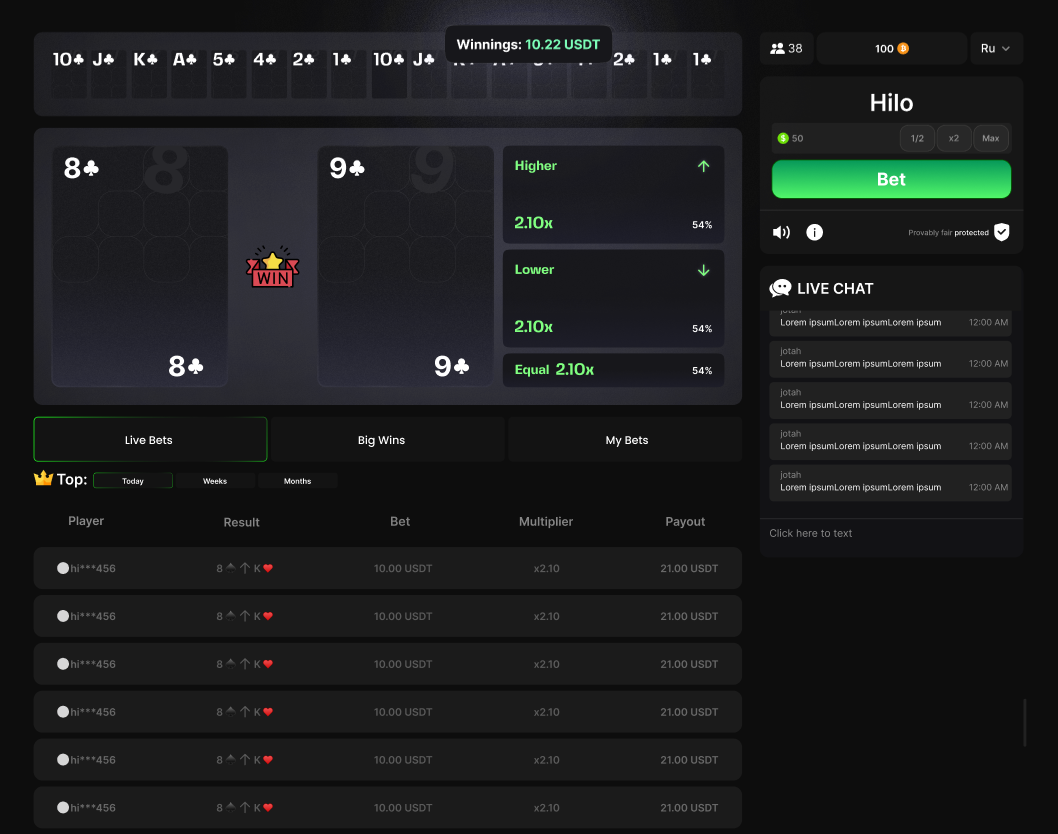 Winnings: 10.22 USDT
10♣ J♣ K♣ A♣ 5♣ 4♣ 2♣ 1♣ 10♣ J♣ 2♣ 1♣ 1♣
38
100
Ru
8♣ 8
9♣ 9
8♣
9♣
WIN
Higher
2.10x 54%
Lower
2.10x 54%
Equal 2.10x 54%
Hilo
50 1/2 x2 Max
Bet
Provably fair protected
LIVE CHAT
jotah
Lorem ipsumLorem ipsumLorem ipsum 12:00 AM
jotah
Lorem ipsumLorem ipsumLorem ipsum 12:00 AM
jotah
Lorem ipsumLorem ipsumLorem ipsum 12:00 AM
jotah
Lorem ipsumLorem ipsumLorem ipsum 12:00 AM
jotah
Lorem ipsumLorem ipsumLorem ipsum 12:00 AM
Click here to text
Live Bets Big Wins My Bets
Top: Today Weeks Months
Player Result Bet Multiplier Payout
hi***456 8 ♠ ↑ K ♥ 10.00 USDT x2.10 21.00 USDT
hi***456 8 ♠ ↑ K ♥ 10.00 USDT x2.10 21.00 USDT
hi***456 8 ♠ ↑ K ♥ 10.00 USDT x2.10 21.00 USDT
hi***456 8 ♠ ↑ K ♥ 10.00 USDT x2.10 21.00 USDT
hi***456 8 ♠ ↑ K ♥ 10.00 USDT x2.10 21.00 USDT
hi***456 8 ♠ ↑ K ♥ 10.00 USDT x2.10 21.00 USDT